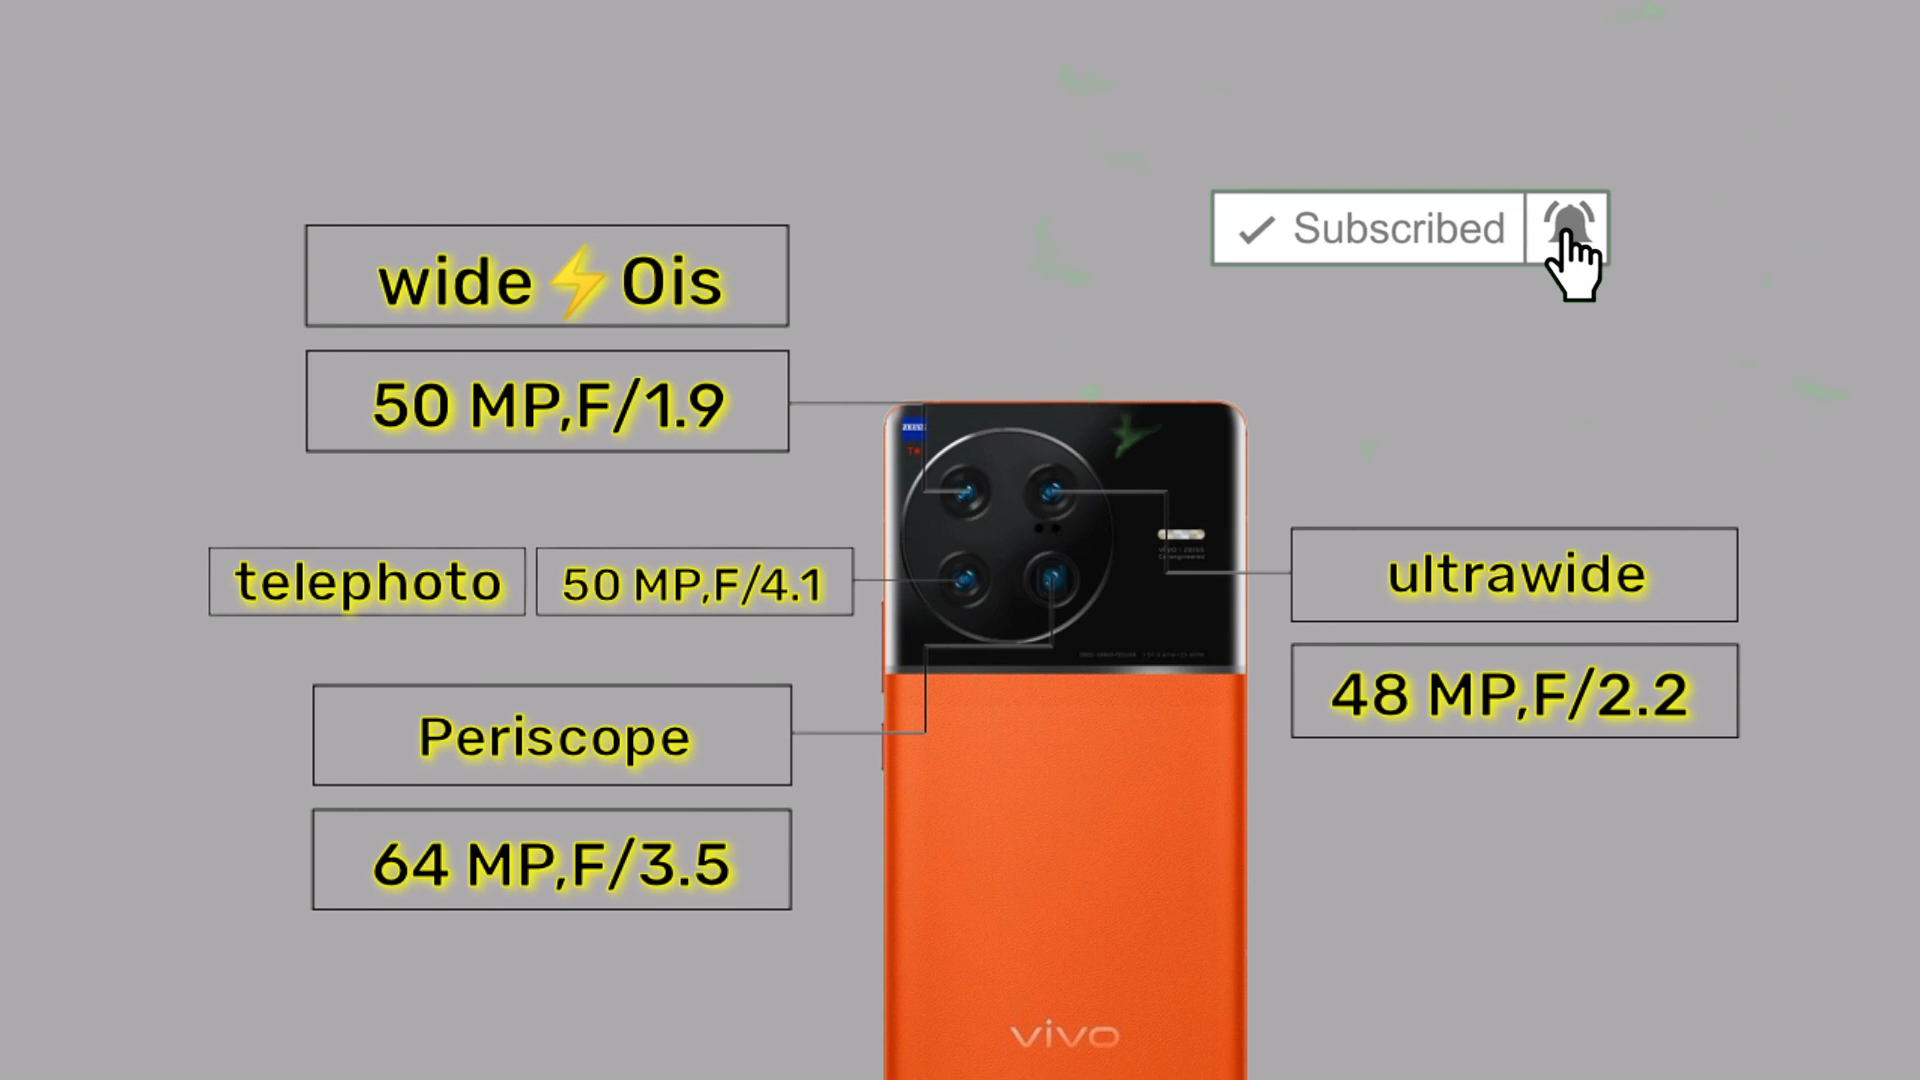 Subscribed
wide⚡Ois
50 MP,F/1.9
ZEISS
T*
telephoto
50 MP,F/4.1
ultrawide
48 MP,F/2.2
Periscope
64 MP,F/3.5
vivo